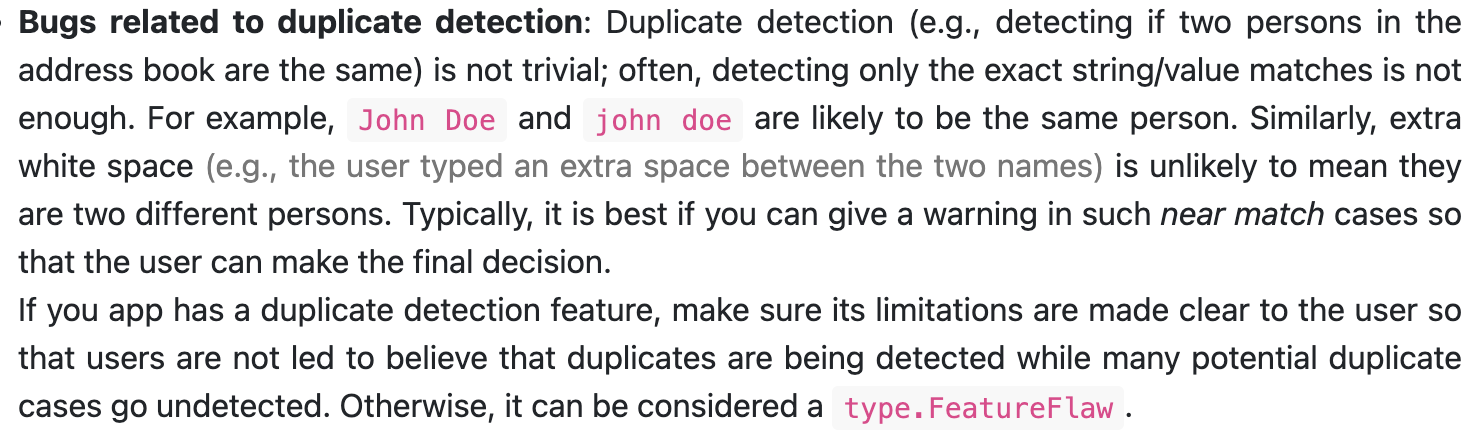 • Bugs related to duplicate detection: Duplicate detection (e.g., detecting if two persons in the
address book are the same) is not trivial; often, detecting only the exact string/value matches is not
enough. For example, John Doe and john doe are likely to be the same person. Similarly, extra
white space (e.g., the user typed an extra space between the two names) is unlikely to mean they
are two different persons. Typically, it is best if you can give a warning in such near match cases so
that the user can make the final decision.
If you app has a duplicate detection feature, make sure its limitations are made clear to the user so
that users are not led to believe that duplicates are being detected while many potential duplicate
cases go undetected. Otherwise, it can be considered a type.FeatureFlaw .